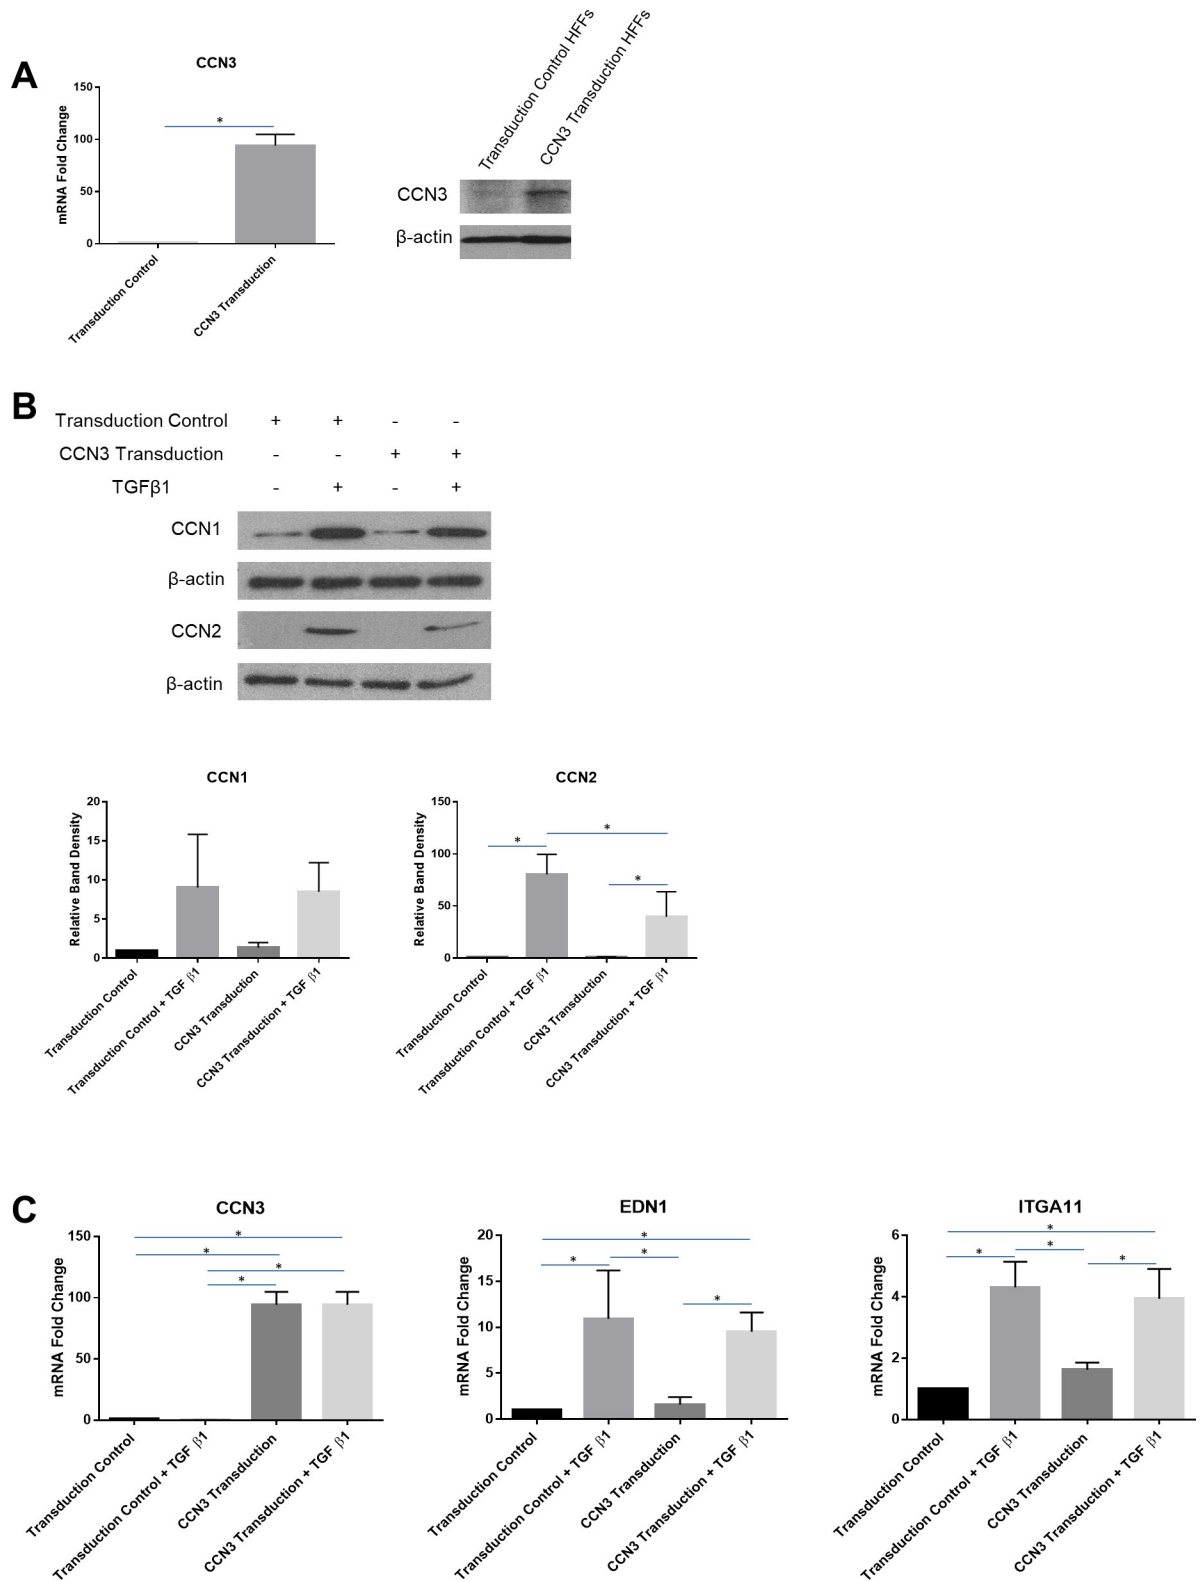 A
CCN3
mRNA Fold Change
150
100
50
0
*
Transduction Control
CCN3 Transduction
Transduction Control HFFs
CCN3 Transduction HFFs
CCN3
β-actin
B
Transduction Control + + - -
CCN3 Transduction - - + +
TGFβ1 - + - +
CCN1
β-actin
CCN2
β-actin
CCN1
Relative Band Density
20
15
10
5
0
Transduction Control
Transduction Control + TGF β1
CCN3 Transduction
CCN3 Transduction + TGF β1
CCN2
Relative Band Density
150
100
50
0
*
*
*
Transduction Control
Transduction Control + TGF β1
CCN3 Transduction
CCN3 Transduction + TGF β1
C
CCN3
mRNA Fold Change
150
100
50
0
*
*
*
*
Transduction Control
Transduction Control + TGF β1
CCN3 Transduction
CCN3 Transduction + TGF β1
EDN1
mRNA Fold Change
20
15
10
5
0
*
*
*
*
Transduction Control
Transduction Control + TGF β1
CCN3 Transduction
CCN3 Transduction + TGF β1
ITGA11
mRNA Fold Change
6
4
2
0
*
*
*
*
Transduction Control
Transduction Control + TGF β1
CCN3 Transduction
CCN3 Transduction + TGF β1